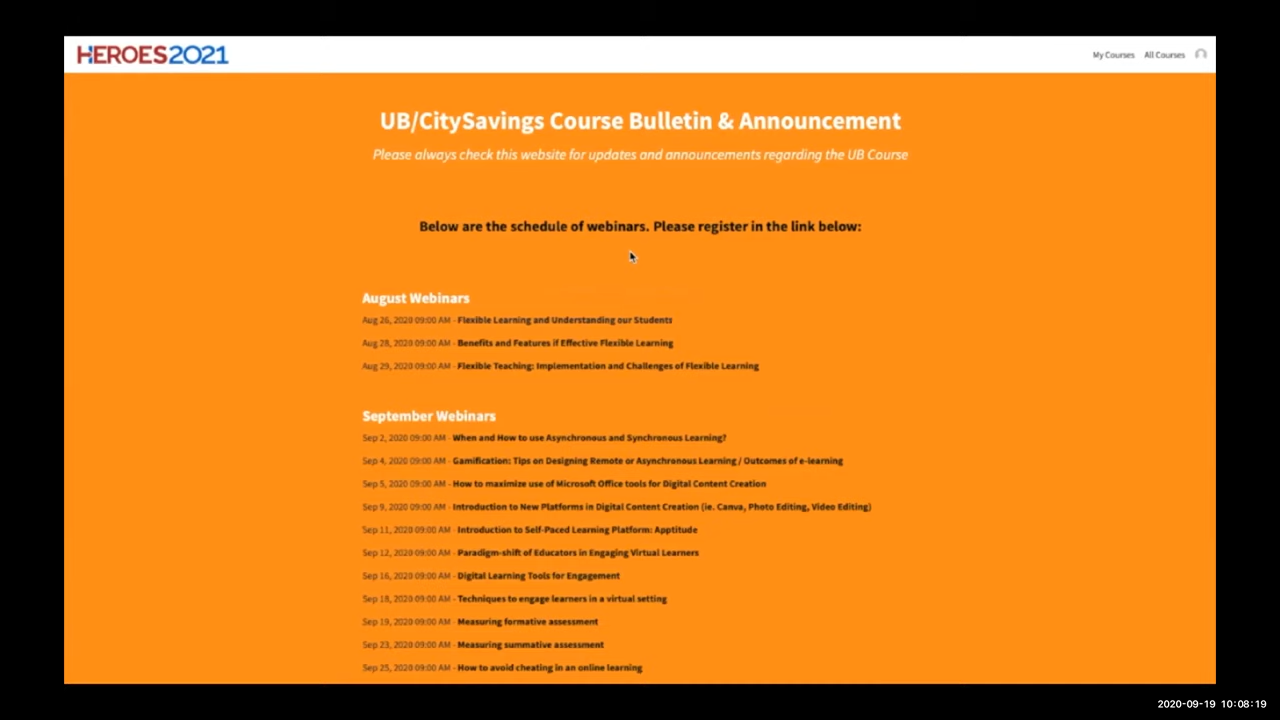 HEROES2021
My Courses All Courses
UB/CitySavings Course Bulletin & Announcement
Please always check this website for updates and announcements regarding the UB Course
Below are the schedule of webinars. Please register in the link below:
August Webinars
Aug 26, 2020 09:00 AM - Flexible Learning and Understanding our Students
Aug 28, 2020 09:00 AM - Benefits and Features if Effective Flexible Learning
Aug 29, 2020 09:00 AM - Flexible Teaching: Implementation and Challenges of Flexible Learning
September Webinars
Sep 2, 2020 09:00 AM - When and How to use Asynchronous and Synchronous Learning?
Sep 4, 2020 09:00 AM - Gamification: Tips on Designing Remote or Asynchronous Learning / Outcomes of e-learning
Sep 5, 2020 09:00 AM - How to maximize use of Microsoft Office tools for Digital Content Creation
Sep 9, 2020 09:00 AM - Introduction to New Platforms in Digital Content Creation (ie. Canva, Photo Editing, Video Editing)
Sep 11, 2020 09:00 AM - Introduction to Self-Paced Learning Platform: Apptitude
Sep 12, 2020 09:00 AM - Paradigm-shift of Educators in Engaging Virtual Learners
Sep 16, 2020 09:00 AM - Digital Learning Tools for Engagement
Sep 18, 2020 09:00 AM - Techniques to engage learners in a virtual setting
Sep 19, 2020 09:00 AM - Measuring formative assessment
Sep 23, 2020 09:00 AM - Measuring summative assessment
Sep 25, 2020 09:00 AM - How to avoid cheating in an online learning
2020-09-19 10:08:19